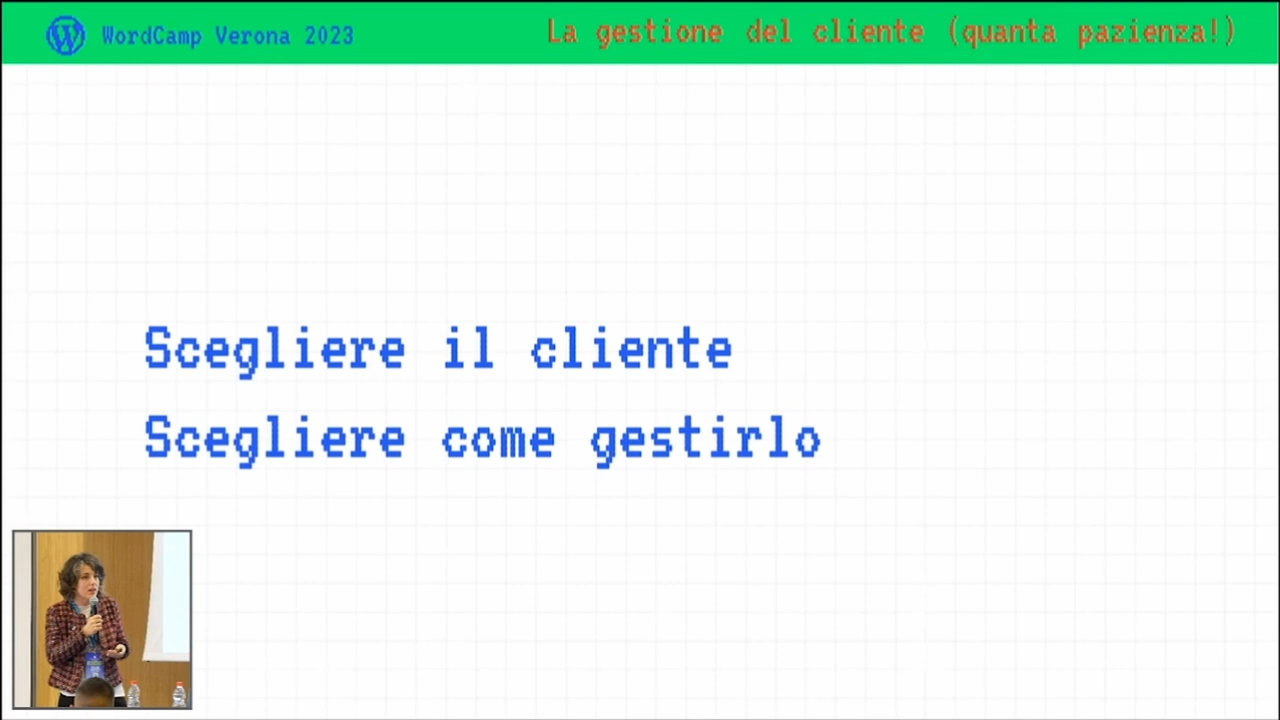 WordCamp Verona 2023
La gestione del cliente (quanta pazienza!)
Scegliere il cliente
Scegliere come gestirlo